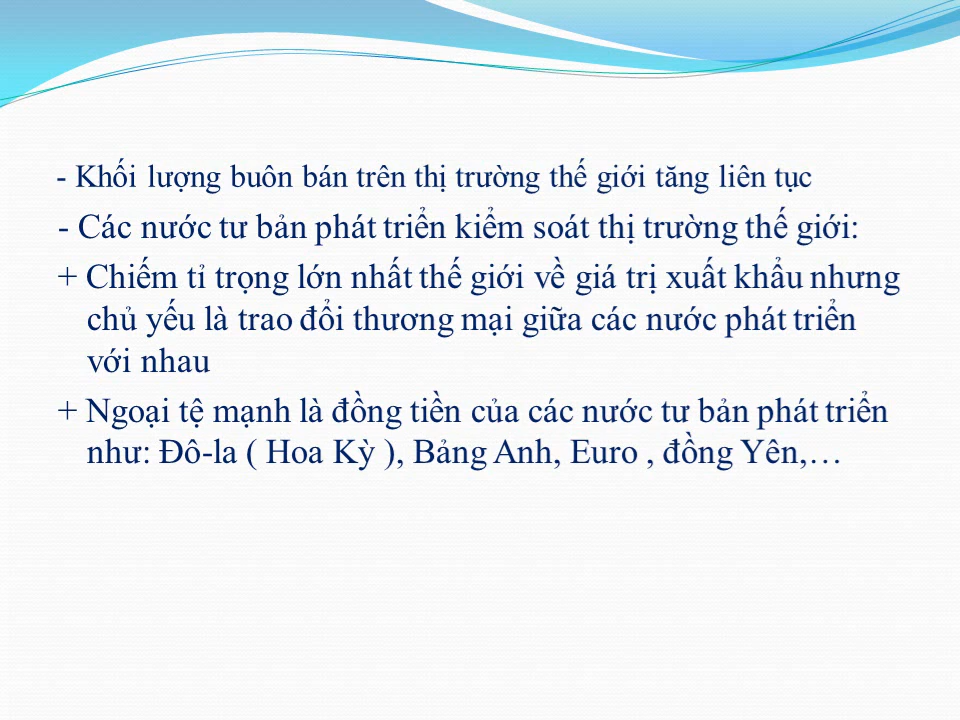 - Khối lượng buôn bán trên thị trường thế giới tăng liên tục
- Các nước tư bản phát triển kiểm soát thị trường thế giới:
+ Chiếm tỉ trọng lớn nhất thế giới về giá trị xuất khẩu nhưng
chủ yếu là trao đổi thương mại giữa các nước phát triển
với nhau
+ Ngoại tệ mạnh là đồng tiền của các nước tư bản phát triển
như: Đô-la ( Hoa Kỳ ), Bảng Anh, Euro , đồng Yên,…